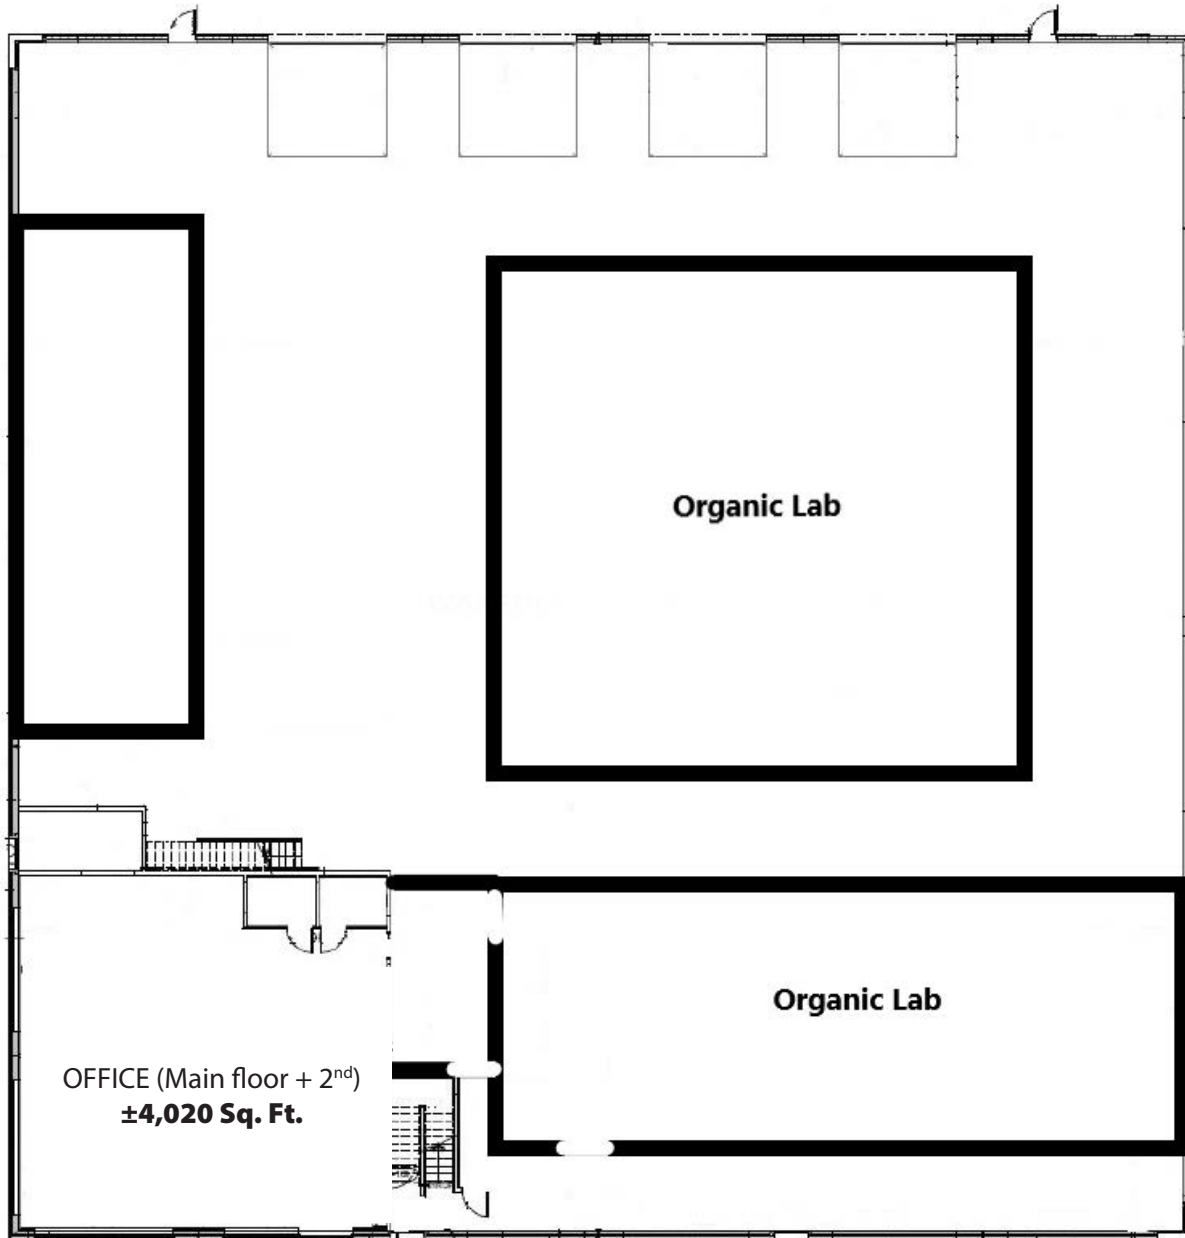 Organic Lab
Organic Lab
OFFICE (Main floor + 2nd)
±4,020 Sq. Ft.